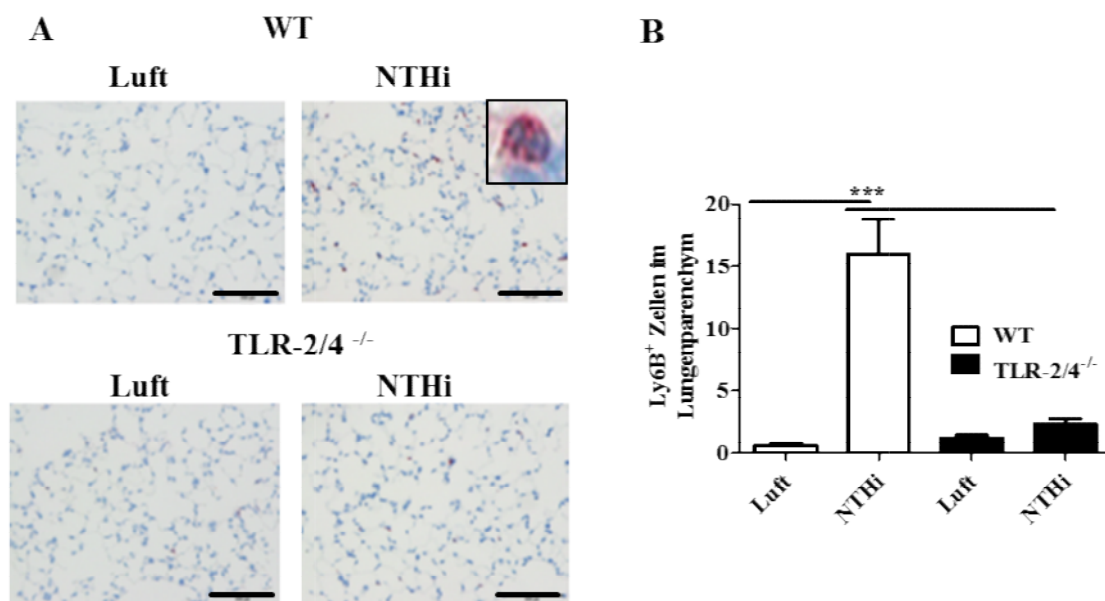 A
WT
Luft
NTHi
TLR-2/4 -/-
Luft
NTHi
B
***
20
15
10
5
0
Ly6B+ Zellen im
Lungenparenchym
WT
TLR-2/4-/-
Luft
NTHi
Luft
NTHi